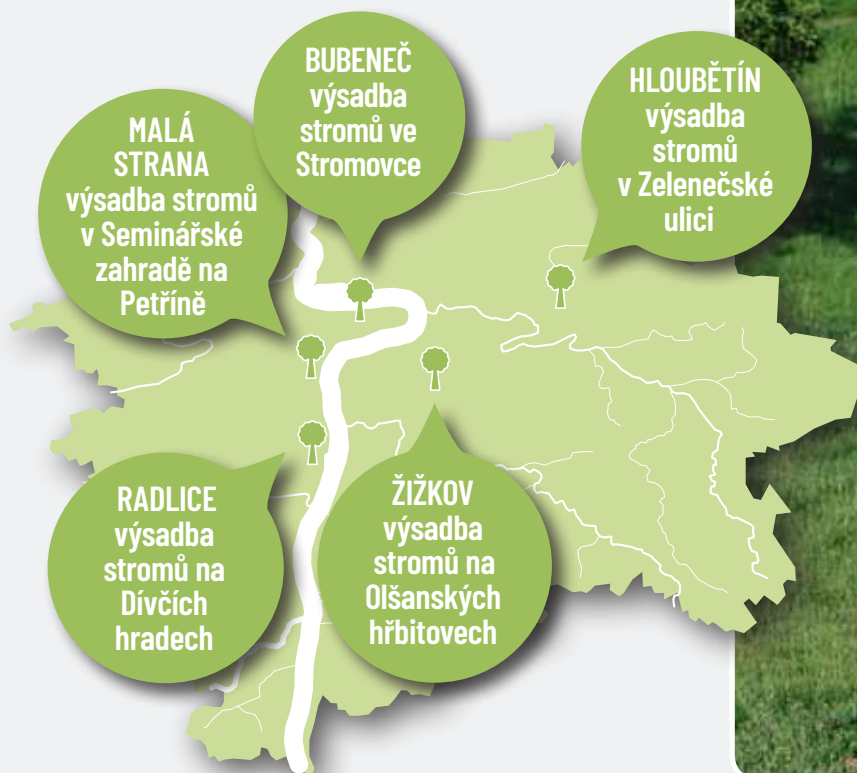 BUBENEČ
výsadba
stromů ve
Stromovce
HLOUBĚTÍN
výsadba
stromů
v Zelenečské
ulici
MALÁ
STRANA
výsadba stromů
v Seminářské
zahradě na
Petříně
RADLICE
výsadba
stromů na
Dívčích
hradech
ŽIŽKOV
výsadba
stromů na
Olšanských
hřbitovech